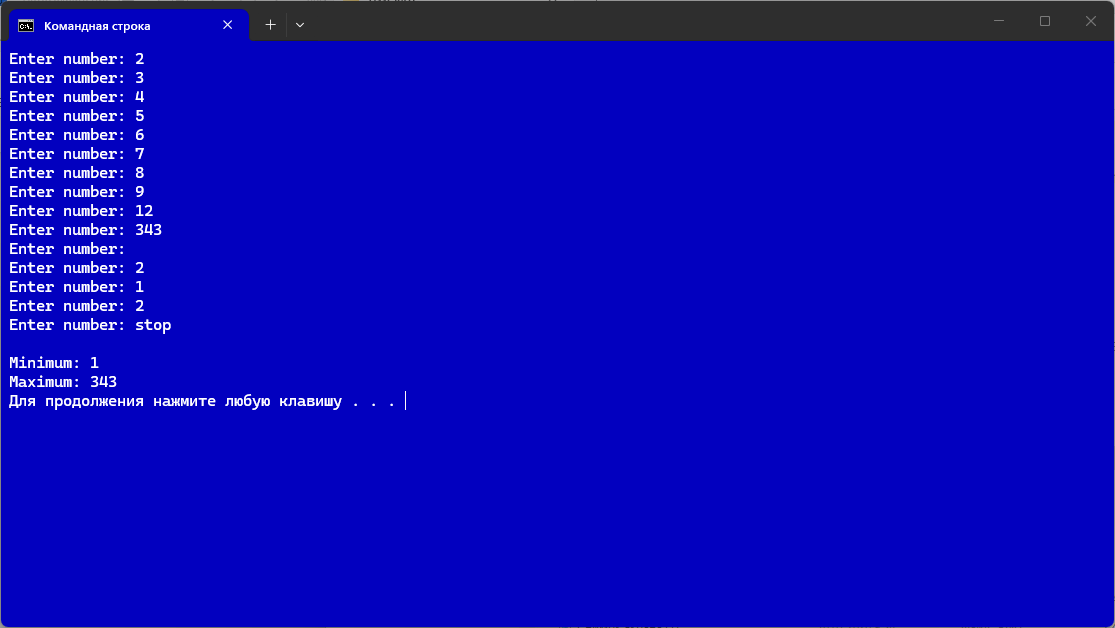 Командная строка
Enter number: 2
Enter number: 3
Enter number: 4
Enter number: 5
Enter number: 6
Enter number: 7
Enter number: 8
Enter number: 9
Enter number: 12
Enter number: 343
Enter number:
Enter number: 2
Enter number: 1
Enter number: 2
Enter number: stop
Minimum: 1
Maximum: 343
Для продолжения нажмите любую клавишу . . .